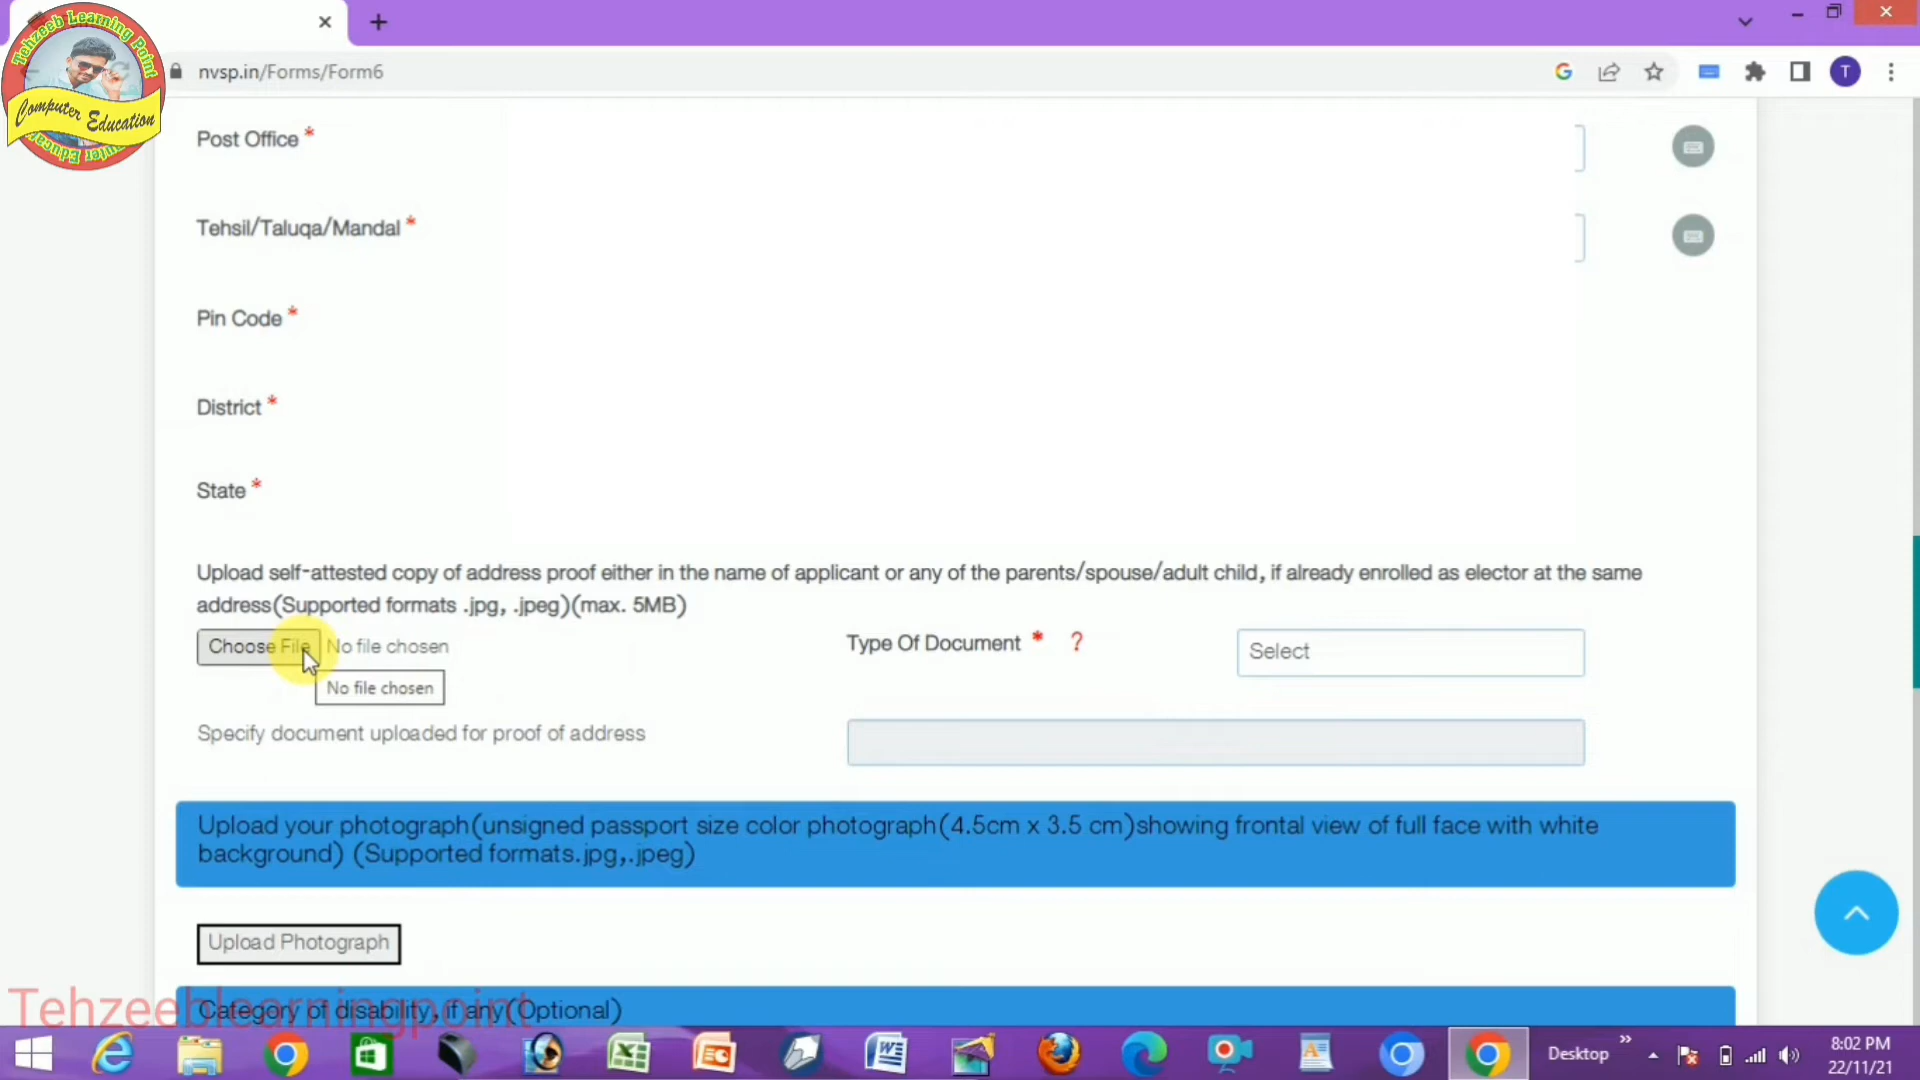 Tehzeeb Learning Point
Computer Education
nvsp.in/Forms/Form6
T
Post Office *
Tehsil/Taluqa/Mandal *
Pin Code *
District *
State *
Upload self-attested copy of address proof either in the name of applicant or any of the parents/spouse/adult child, if already enrolled as elector at the same
address(Supported formats .jpg, .jpeg)(max. 5MB)
Choose File No file chosen
Type Of Document * ?
Select
No file chosen
Specify document uploaded for proof of address
Upload your photograph(unsigned passport size color photograph(4.5cm x 3.5 cm)showing frontal view of full face with white
background) (Supported formats.jpg,.jpeg)
Upload Photograph
Tehzeeblearningpoint
Category of disability, if any(Optional)
Desktop
8:02 PM
22/11/21